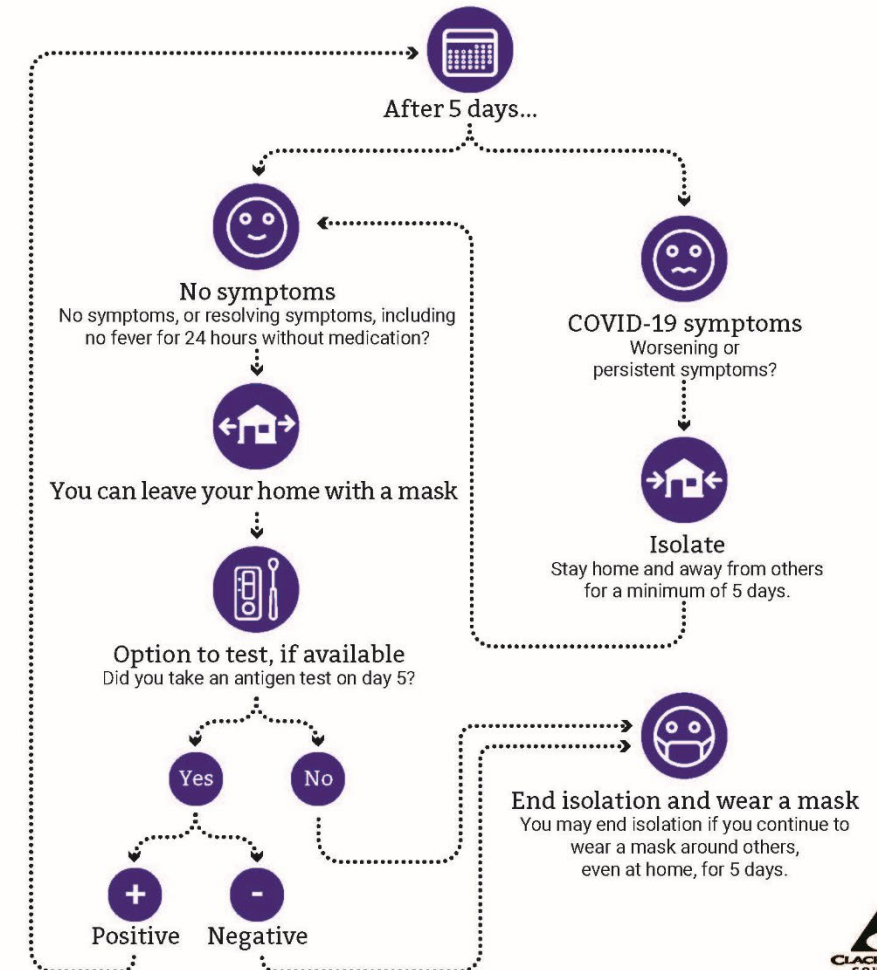 After 5 days...
No symptoms
No symptoms, or resolving symptoms, including
no fever for 24 hours without medication?
COVID-19 symptoms
Worsening or
persistent symptoms?
You can leave your home with a mask
Isolate
Stay home and away from others
for a minimum of 5 days.
Option to test, if available
Did you take an antigen test on day 5?
Yes
No
End isolation and wear a mask
You may end isolation if you continue to
wear a mask around others,
even at home, for 5 days.
+
-
Positive
Negative